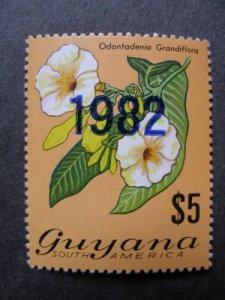 Odontadenia Grandiflora
1982
$5
Guyana
SOUTH AMERICA